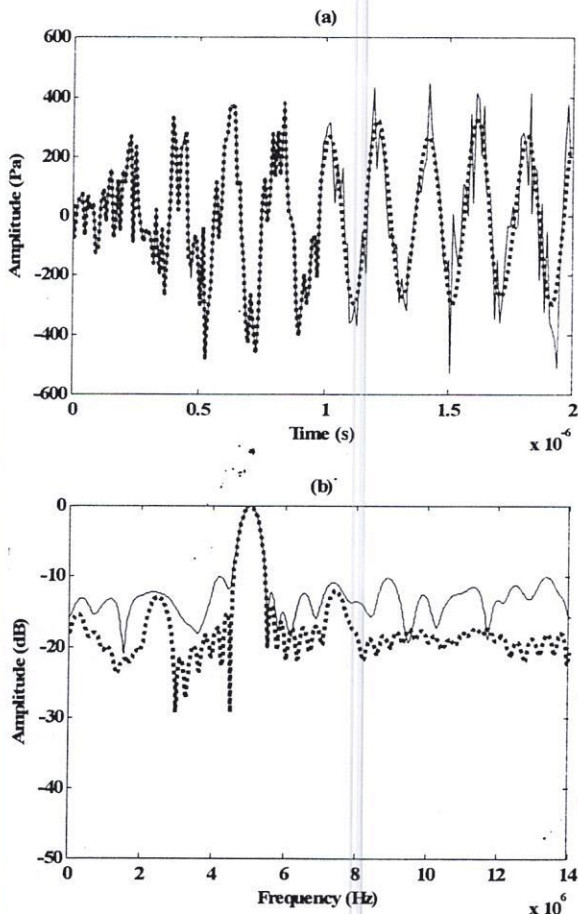 (a)
600
400
200
0
-200
-400
-600
Amplitude (Pa)
0 0.5 1 1.5 2
Time (s)
x 10⁻⁶
(b)
0
-10
-20
-30
-40
-50
Amplitude (dB)
0 2 4 6 8 10 12 14
Frequency (Hz)
x 10⁶